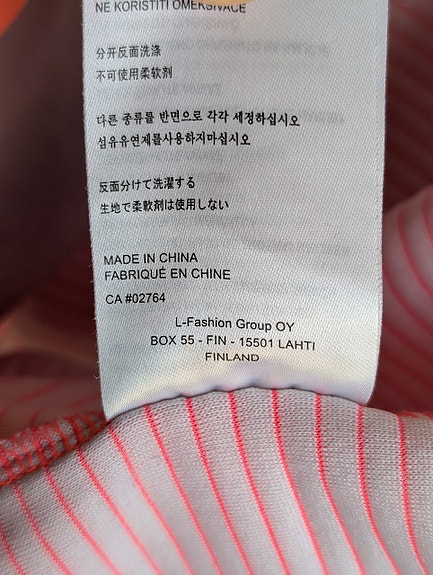 NE KORISTITI OMEKSIVAČE
分开反面洗涤
不可使用柔软剂
다른 종류를 반면으로 각각 세정하십시오
섬유유연제를사용하지마십시오
反面分けて洗濯する
生地で柔軟剤は使用しない
MADE IN CHINA
FABRIQUÉ EN CHINE
CA #02764
L-Fashion Group OY
BOX 55 - FIN - 15501 LAHTI
FINLAND